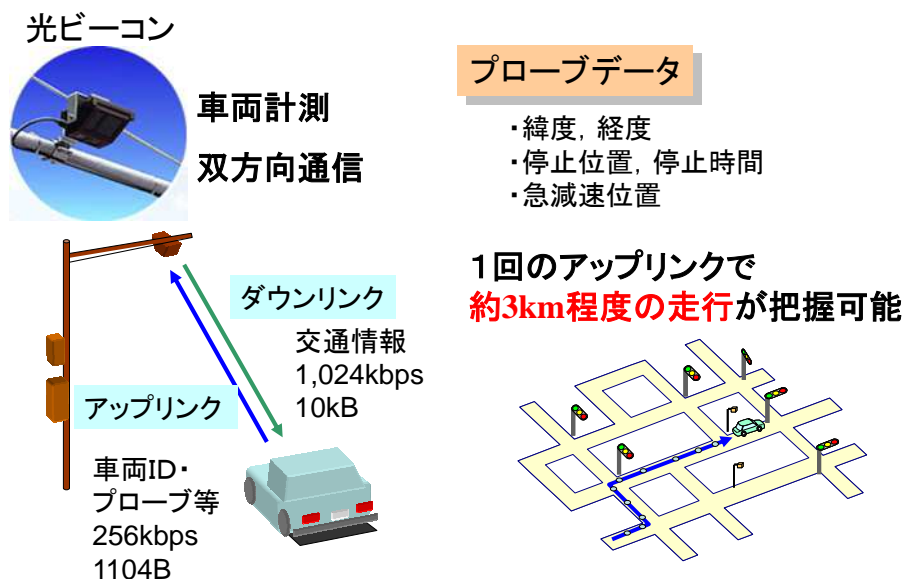 光ビーコン
車両計測
双方向通信
ダウンリンク
交通情報
1,024kbps
10kB
アップリンク
車両ID・
プローブ等
256kbps
1104B
プローブデータ
・緯度，経度
・停止位置，停止時間
・急減速位置
１回のアップリンクで
約3km程度の走行が把握可能